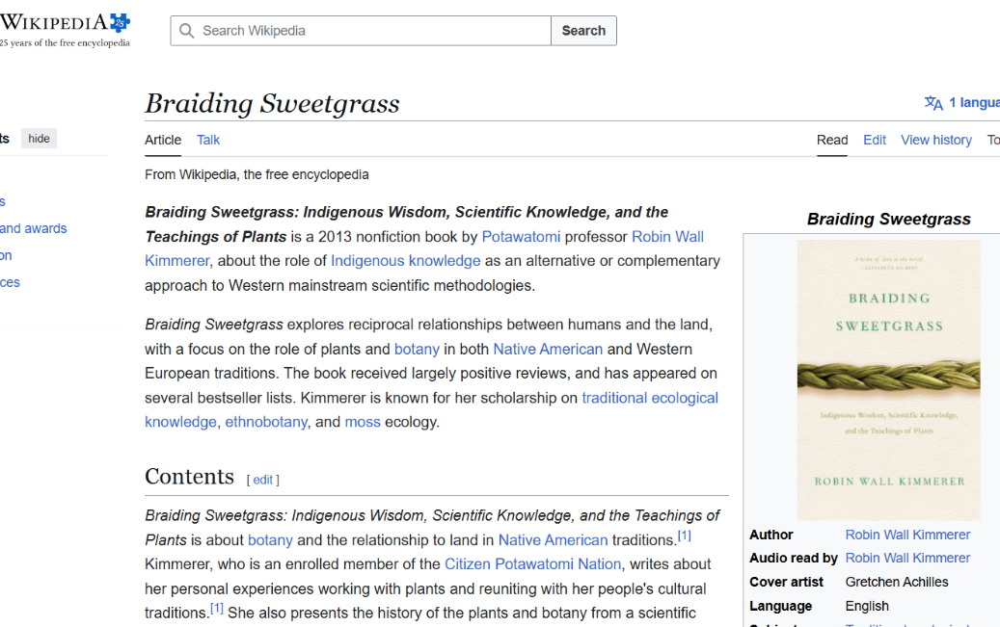 WIKIPEDIA 25
25 years of the free encyclopedia
Search Wikipedia
Search
Braiding Sweetgrass
1 langua
ts hide
Article Talk
Read Edit View history To
From Wikipedia, the free encyclopedia
s
and awards
on
ces
Braiding Sweetgrass: Indigenous Wisdom, Scientific Knowledge, and the
Teachings of Plants is a 2013 nonfiction book by Potawatomi professor Robin Wall
Kimmerer, about the role of Indigenous knowledge as an alternative or complementary
approach to Western mainstream scientific methodologies.
Braiding Sweetgrass explores reciprocal relationships between humans and the land,
with a focus on the role of plants and botany in both Native American and Western
European traditions. The book received largely positive reviews, and has appeared on
several bestseller lists. Kimmerer is known for her scholarship on traditional ecological
knowledge, ethnobotany, and moss ecology.
Contents [ edit ]
Braiding Sweetgrass: Indigenous Wisdom, Scientific Knowledge, and the Teachings of
Plants is about botany and the relationship to land in Native American traditions.[1]
Kimmerer, who is an enrolled member of the Citizen Potawatomi Nation, writes about
her personal experiences working with plants and reuniting with her people's cultural
traditions.[1] She also presents the history of the plants and botany from a scientific
Braiding Sweetgrass
BRAIDING
SWEETGRASS
Indigenous Wisdom, Scientific Knowledge,
and the Teachings of Plants
ROBIN WALL KIMMERER
Author Robin Wall Kimmerer
Audio read by Robin Wall Kimmerer
Cover artist Gretchen Achilles
Language English